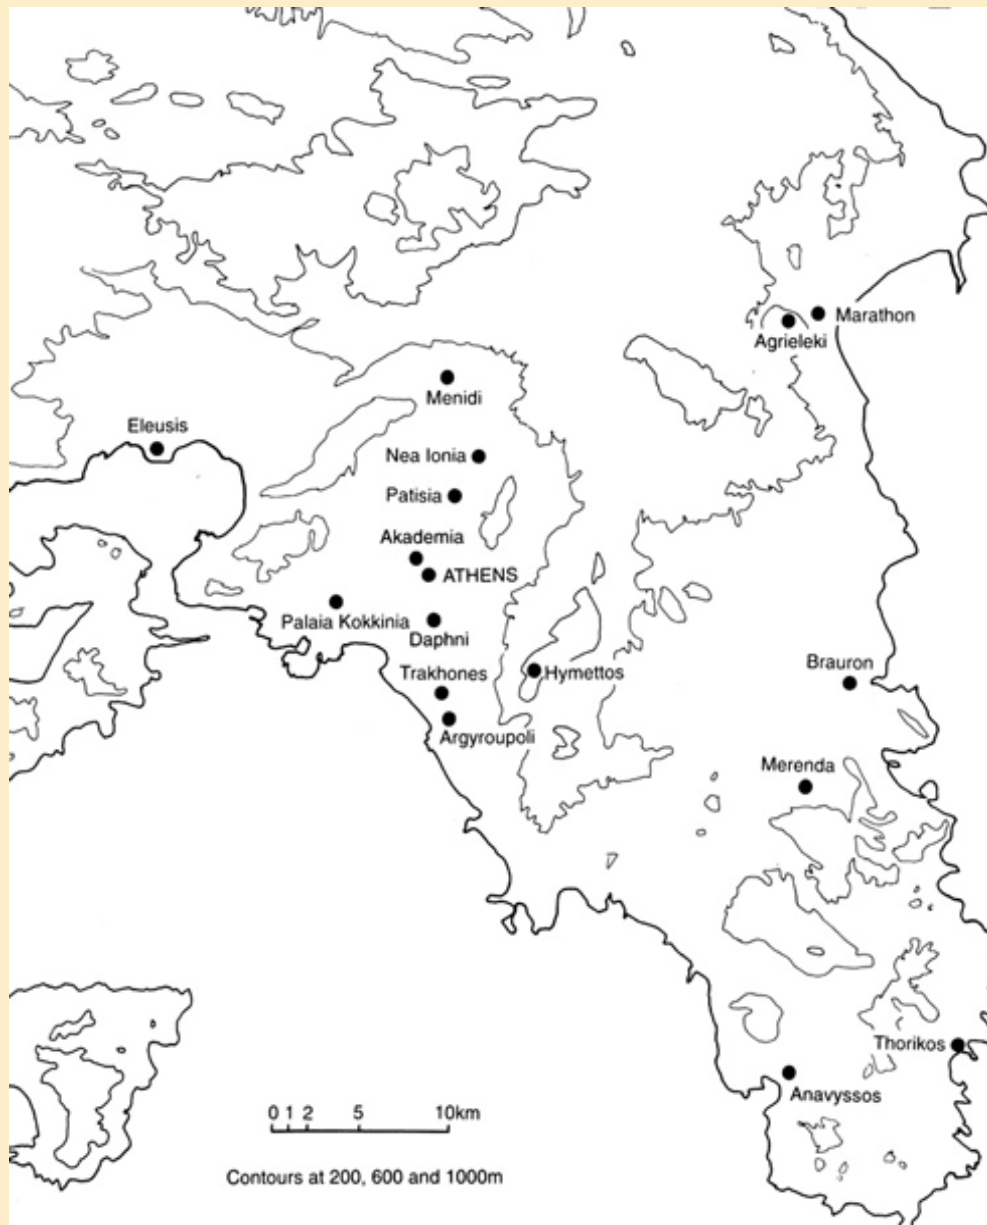 Marathon
Agrieleki
Menidi
Eleusis
Nea Ionia
Patisia
Akademia
ATHENS
Palaia Kokkinia
Daphni
Trakhones
Hymettos
Brauron
Argyroupoli
Merenda
Thorikos
Anavyssos
0 1 2 5 10km
Contours at 200, 600 and 1000m